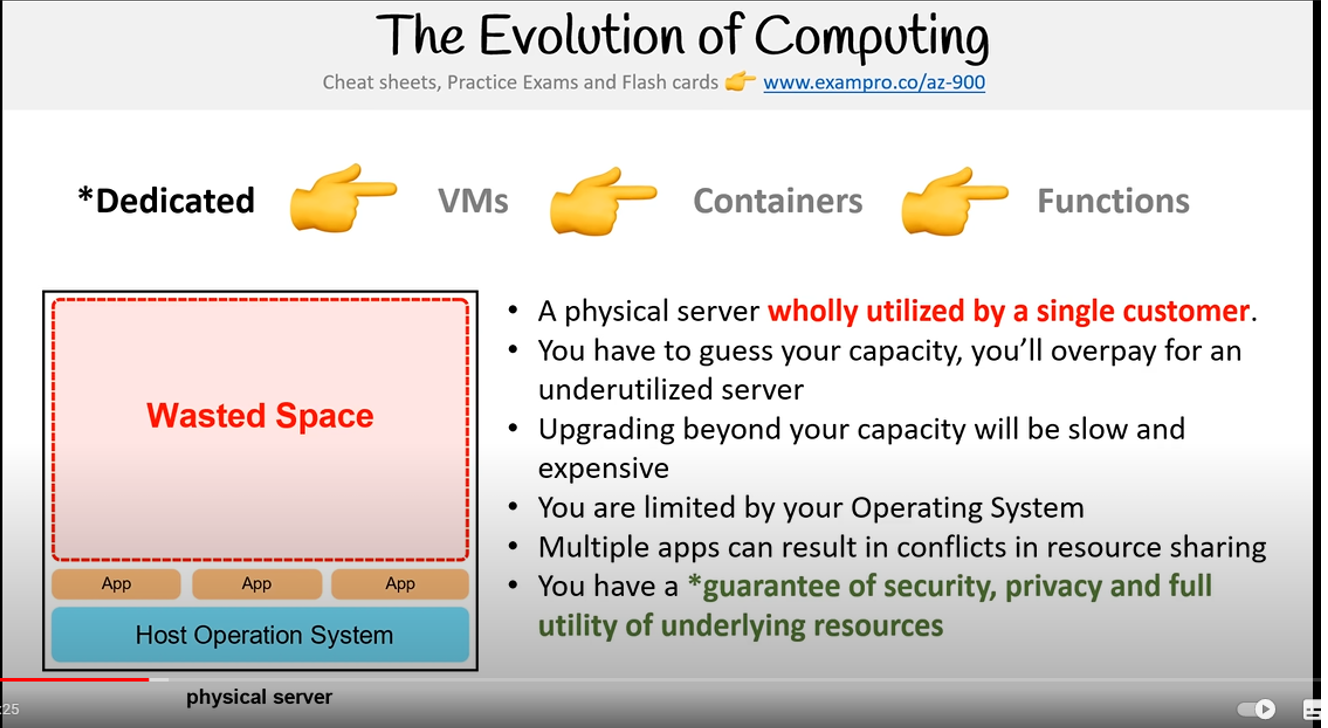 The Evolution of Computing
Cheat sheets, Practice Exams and Flash cards 👉 www.exampro.co/az-900
*Dedicated 👉 VMs 👉 Containers 👉 Functions
Wasted Space
App App App
Host Operation System
physical server
• A physical server wholly utilized by a single customer.
• You have to guess your capacity, you’ll overpay for an
underutilized server
• Upgrading beyond your capacity will be slow and
expensive
• You are limited by your Operating System
• Multiple apps can result in conflicts in resource sharing
• You have a *guarantee of security, privacy and full
utility of underlying resources
:25